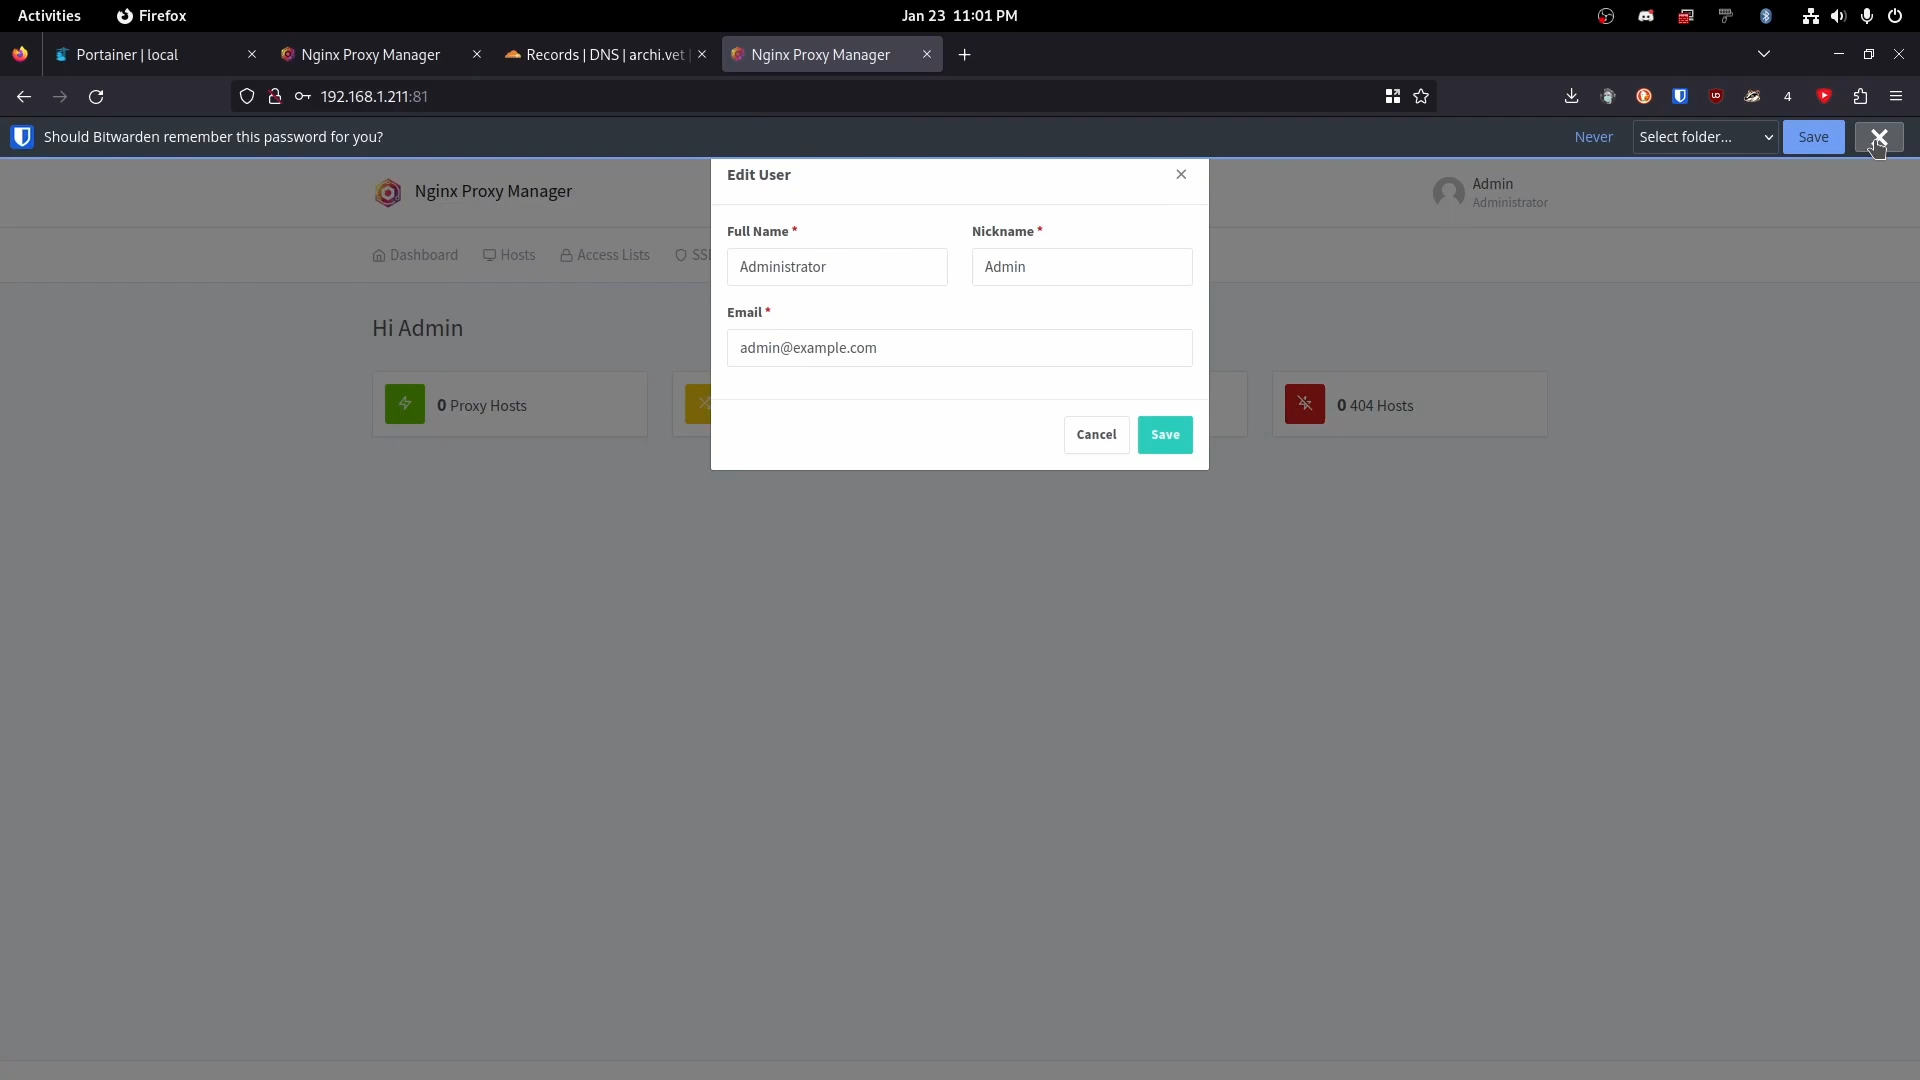 Activities Firefox Jan 23 11:01 PM
Portainer | local Nginx Proxy Manager Records | DNS | archi.vet | Nginx Proxy Manager
192.168.1.211:81 4
Should Bitwarden remember this password for you? Never Select folder... Save
Edit User
Nginx Proxy Manager Admin
Administrator
Full Name * Nickname *
Dashboard Hosts Access Lists SSL
Administrator Admin
Email *
Hi Admin
admin@example.com
0 Proxy Hosts 0 404 Hosts
Cancel Save